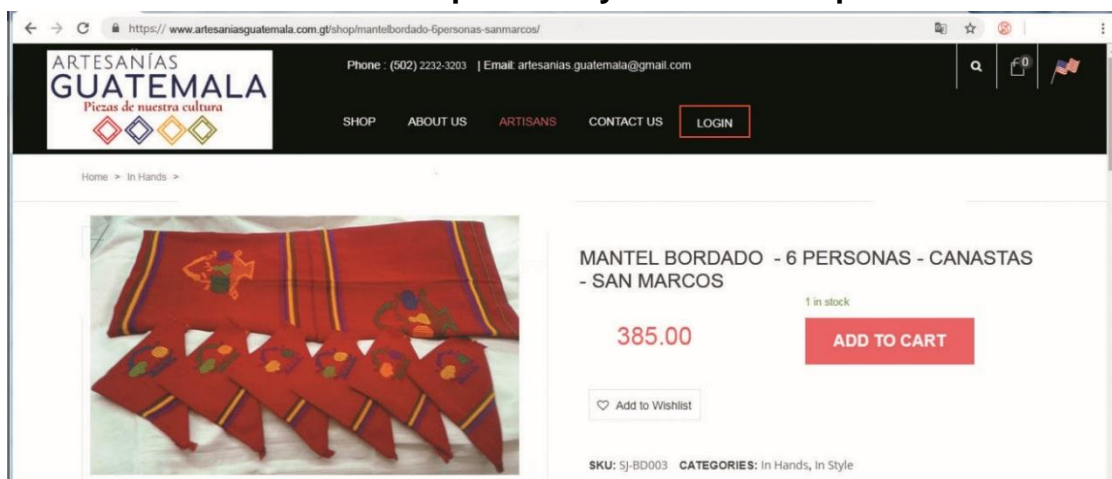 https://www.artesaniasguatemala.com.gt/shop/mantelbordado-6personas-sanmarcos/
ARTESANÍAS
GUATEMALA
Piezas de nuestra cultura
Phone : (502) 2232-3203 | Email: artesanias.guatemala@gmail.com
0
SHOP ABOUT US ARTISANS CONTACT US LOGIN
Home > In Hands >
MANTEL BORDADO - 6 PERSONAS - CANASTAS
- SAN MARCOS
1 in stock
385.00
ADD TO CART
Add to Wishlist
SKU: SJ-BD003 CATEGORIES: In Hands, In Style